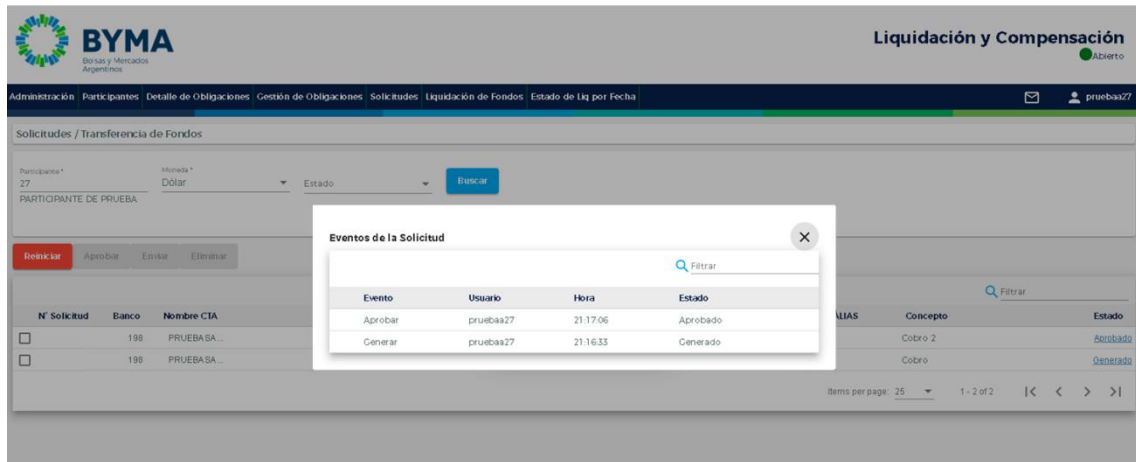 BYMA
Bolsas y Mercados
Argentinos
Liquidación y Compensación
Abierto
Administración Participantes Detalle de Obligaciones Gestión de Obligaciones Solicitudes Liquidación de Fondos Estado de Liq por Fecha pruebaa27
Solicitudes / Transferencia de Fondos
Participante * Moneda *
27 Dólar Estado Buscar
PARTICIPANTE DE PRUEBA
Eventos de la Solicitud
Reiniciar Aprobar Enviar Eliminar
Filtrar
Evento Usuario Hora Estado
Aprobar pruebaa27 21:17:06 Aprobado
Generar pruebaa27 21:16:33 Generado
Filtrar
N° Solicitud Banco Nombre CTA ALIAS Concepto Estado
198 PRUEBASA... Cobro 2 Aprobado
198 PRUEBASA... Cobro Generado
Items per page: 25 1 - 2 of 2